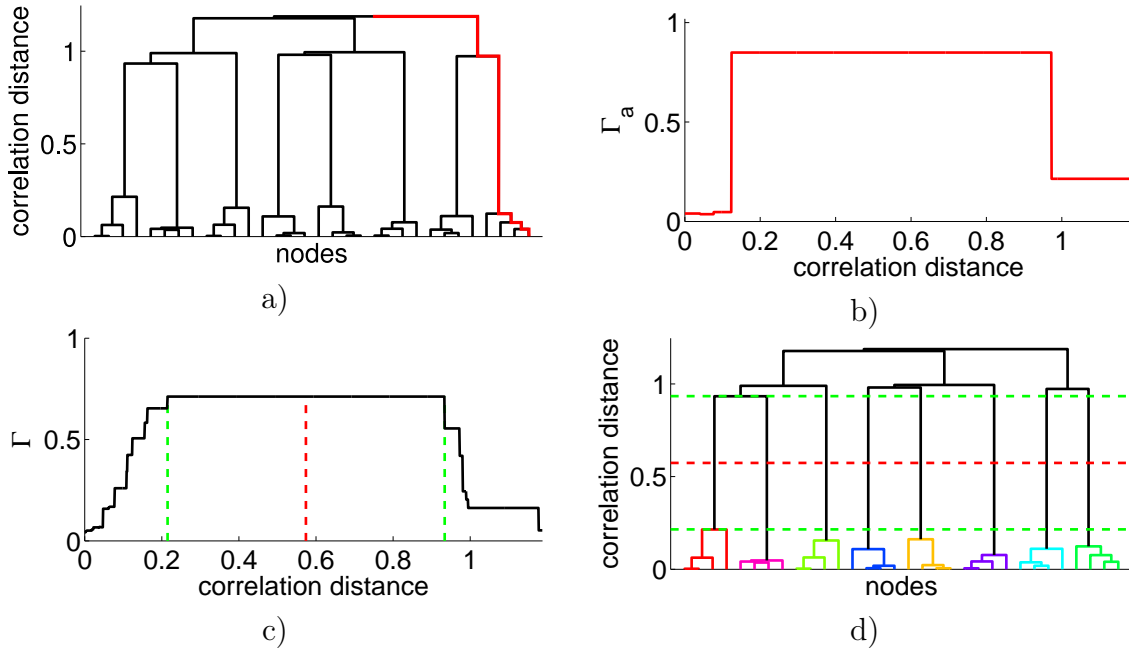 correlation distance
1
0.5
0
nodes
a)
Γa
1
0.5
0
0 0.2 0.4 0.6 0.8 1
correlation distance
b)
Γ
1
0.5
0
0 0.2 0.4 0.6 0.8 1
correlation distance
c)
correlation distance
1
0.5
0
nodes
d)